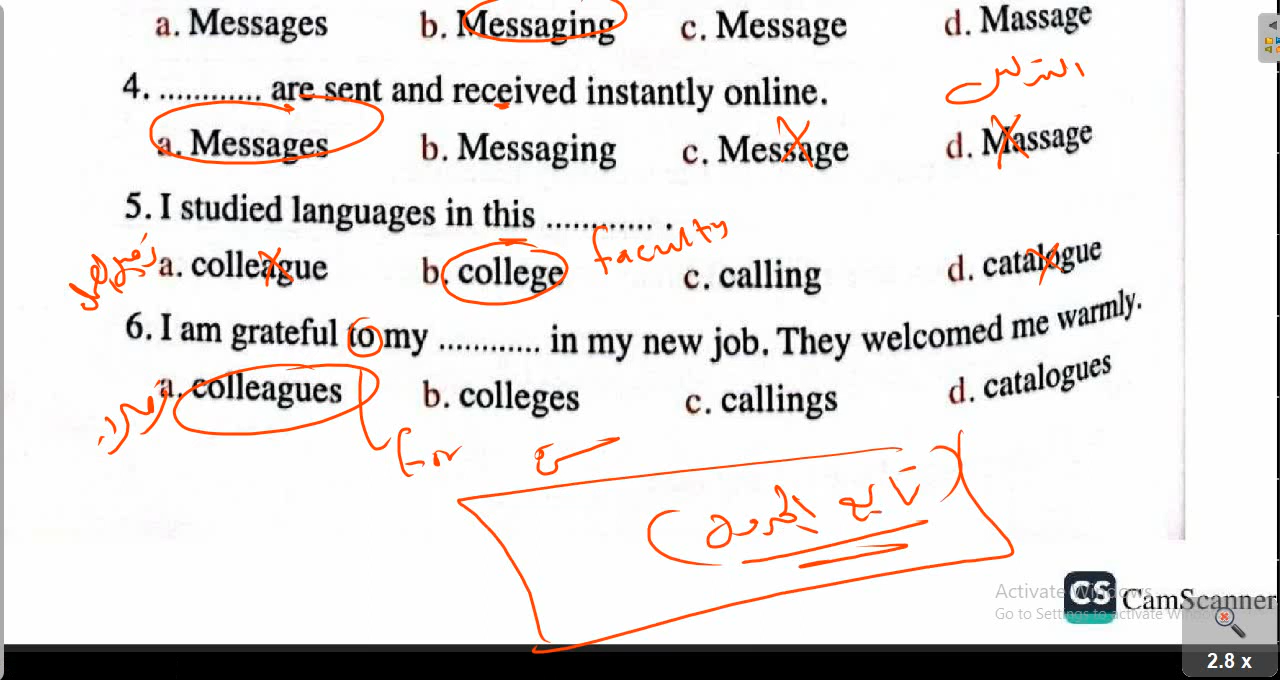 a. Messages b. Messaging c. Message d. Massage
4. ............ are sent and received instantly online.
a. Messages b. Messaging c. Message d. Massage
5. I studied languages in this ............ .
faculty
a. colleague b. college c. calling d. catalogue
6. I am grateful to my ............ in my new job. They welcomed me warmly.
a. colleagues b. colleges c. callings d. catalogues
for
Activate Windows
Go to Settings to activate Windows
CS CamScanner
2.8 x